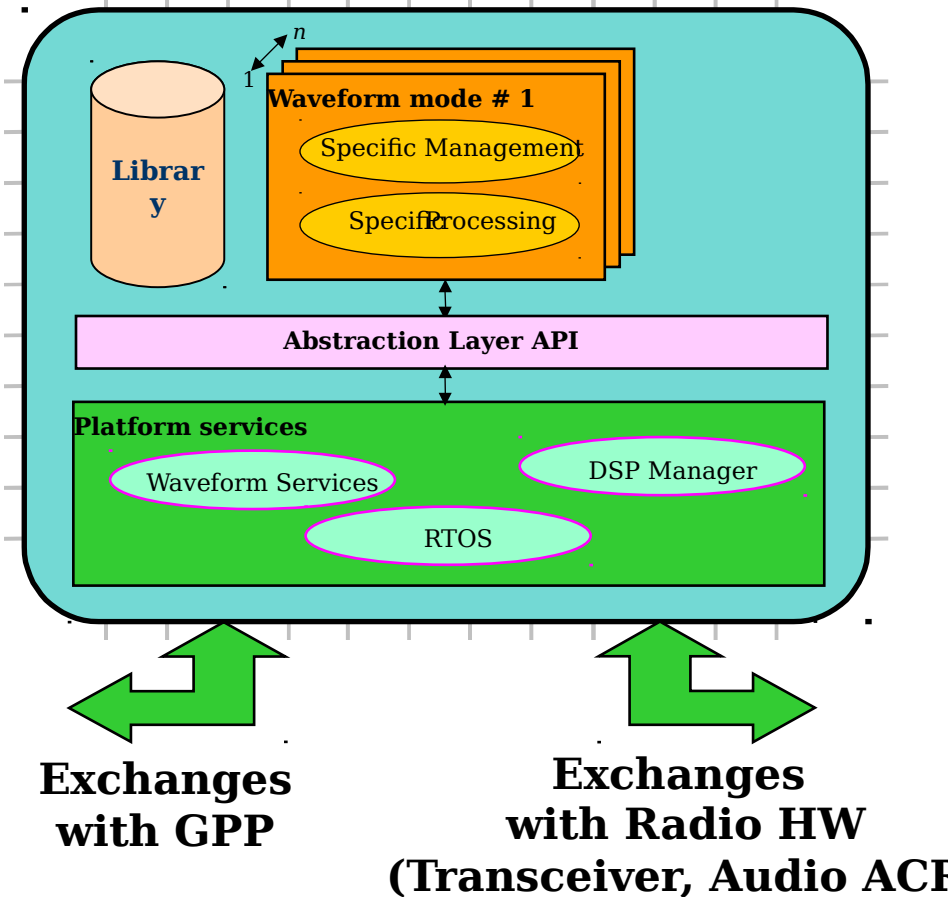 n
1
Waveform mode # 1
Specific Management
Specific Processing
Librar
y
Abstraction Layer API
Platform services
Waveform Services
DSP Manager
RTOS
Exchanges
with GPP
Exchanges
with Radio HW
(Transceiver, Audio